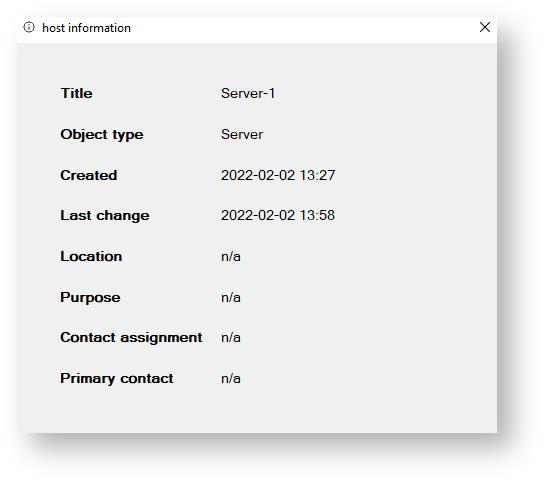 host information
Title Server-1
Object type Server
Created 2022-02-02 13:27
Last change 2022-02-02 13:58
Location n/a
Purpose n/a
Contact assignment n/a
Primary contact n/a